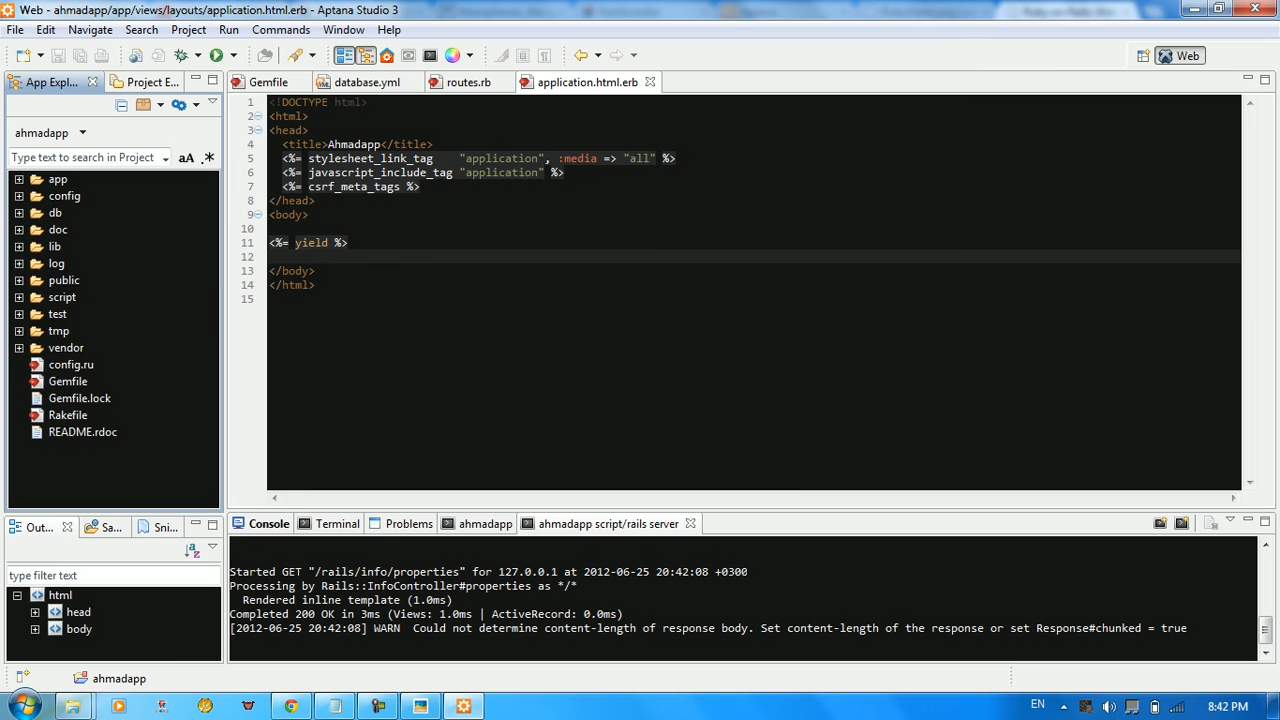 Web - ahmadapp/app/views/layouts/application.html.erb - Aptana Studio 3
File Edit Navigate Search Project Run Commands Window Help
Web
App Explo... Project E... Gemfile database.yml routes.rb application.html.erb
ahmadapp
Type text to search in Project aA .*
app
config
db
doc
lib
log
public
script
test
tmp
vendor
config.ru
Gemfile
Gemfile.lock
Rakefile
README.rdoc
1 <!DOCTYPE html>
2 <html>
3 <head>
4 <title>Ahmadapp</title>
5 <%= stylesheet_link_tag "application", :media => "all" %>
6 <%= javascript_include_tag "application" %>
7 <%= csrf_meta_tags %>
8 </head>
9 <body>
10
11 <%= yield %>
12
13 </body>
14 </html>
15
Out... Sa... Sni...
type filter text
html
head
body
Console Terminal Problems ahmadapp ahmadapp script/rails server
Started GET "/rails/info/properties" for 127.0.0.1 at 2012-06-25 20:42:08 +0300
Processing by Rails::InfoController#properties as */*
Rendered inline template (1.0ms)
Completed 200 OK in 3ms (Views: 1.0ms | ActiveRecord: 0.0ms)
[2012-06-25 20:42:08] WARN Could not determine content-length of response body. Set content-length of the response or set Response#chunked = true
ahmadapp
EN 8:42 PM